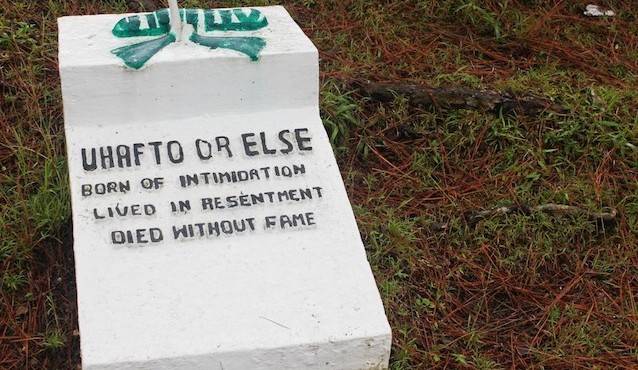 UHAFTO OR ELSE
BORN OF INTIMIDATION
LIVED IN RESENTMENT
DIED WITHOUT FAME